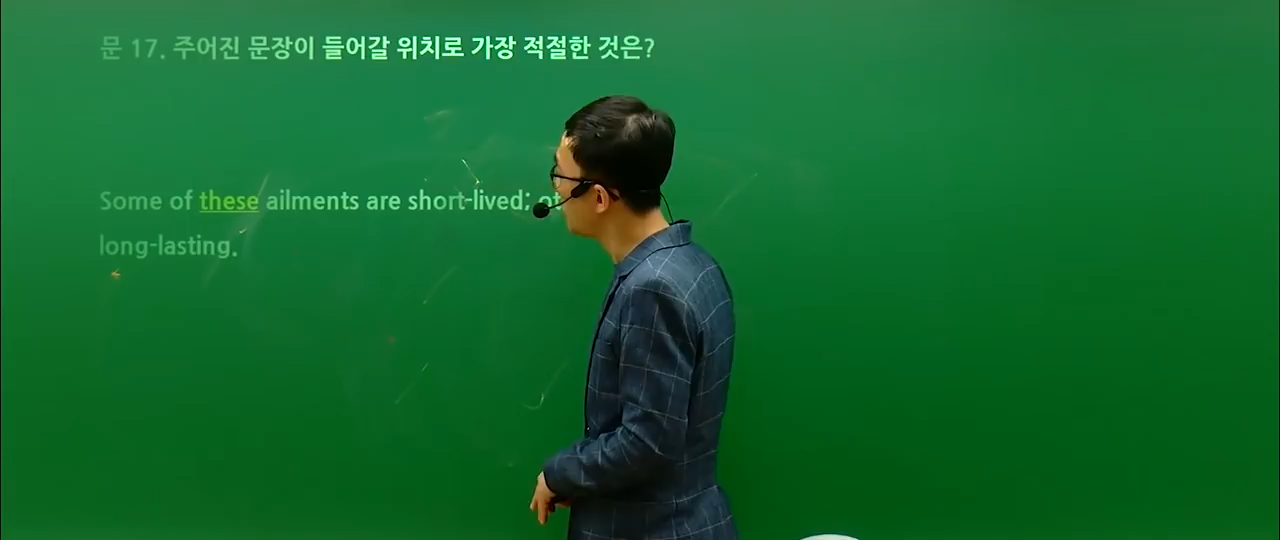 문 17. 주어진 문장이 들어갈 위치로 가장 적절한 것은?
Some of these ailments are short-lived;
long-lasting.